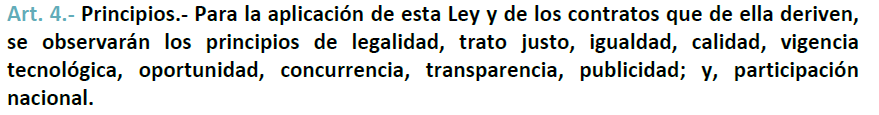 Art. 4.- Principios.- Para la aplicación de esta Ley y de los contratos que de ella deriven,
se observarán los principios de legalidad, trato justo, igualdad, calidad, vigencia
tecnológica, oportunidad, concurrencia, transparencia, publicidad; y, participación
nacional.